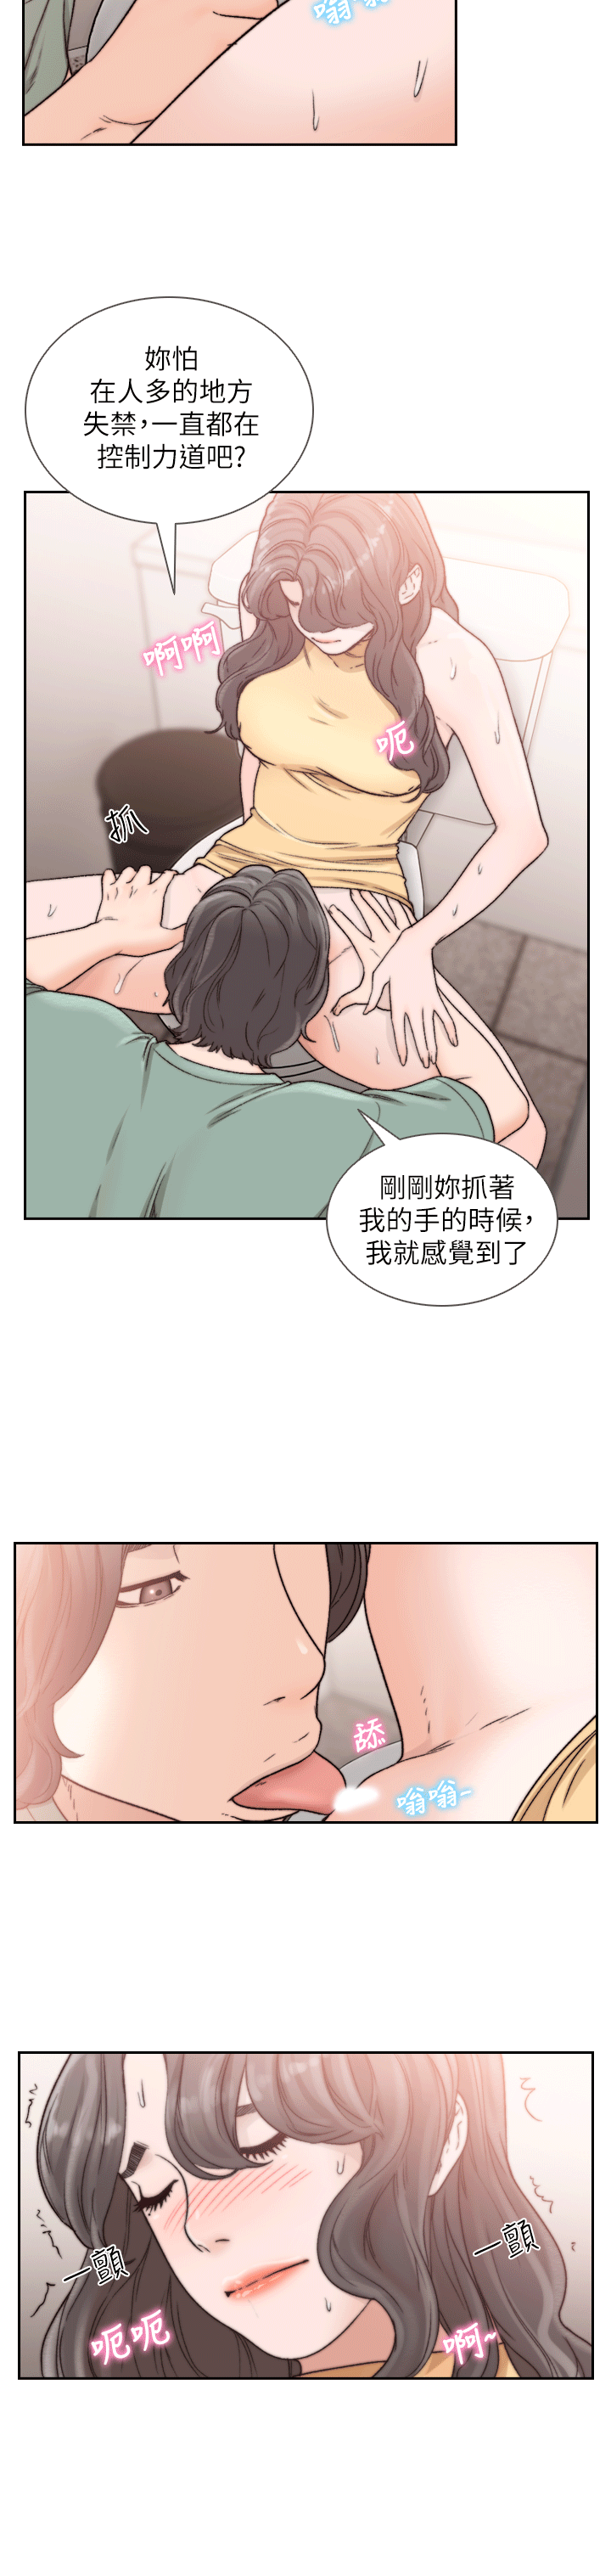 嗡嗡
妳怕
在人多的地方
失禁，一直都在
控制力道吧?
啊啊
呃
抓
剛剛妳抓著
我的手的時候，
我就感覺到了
舔
嗡嗡~
一顫
一顫
呃呃
啊~